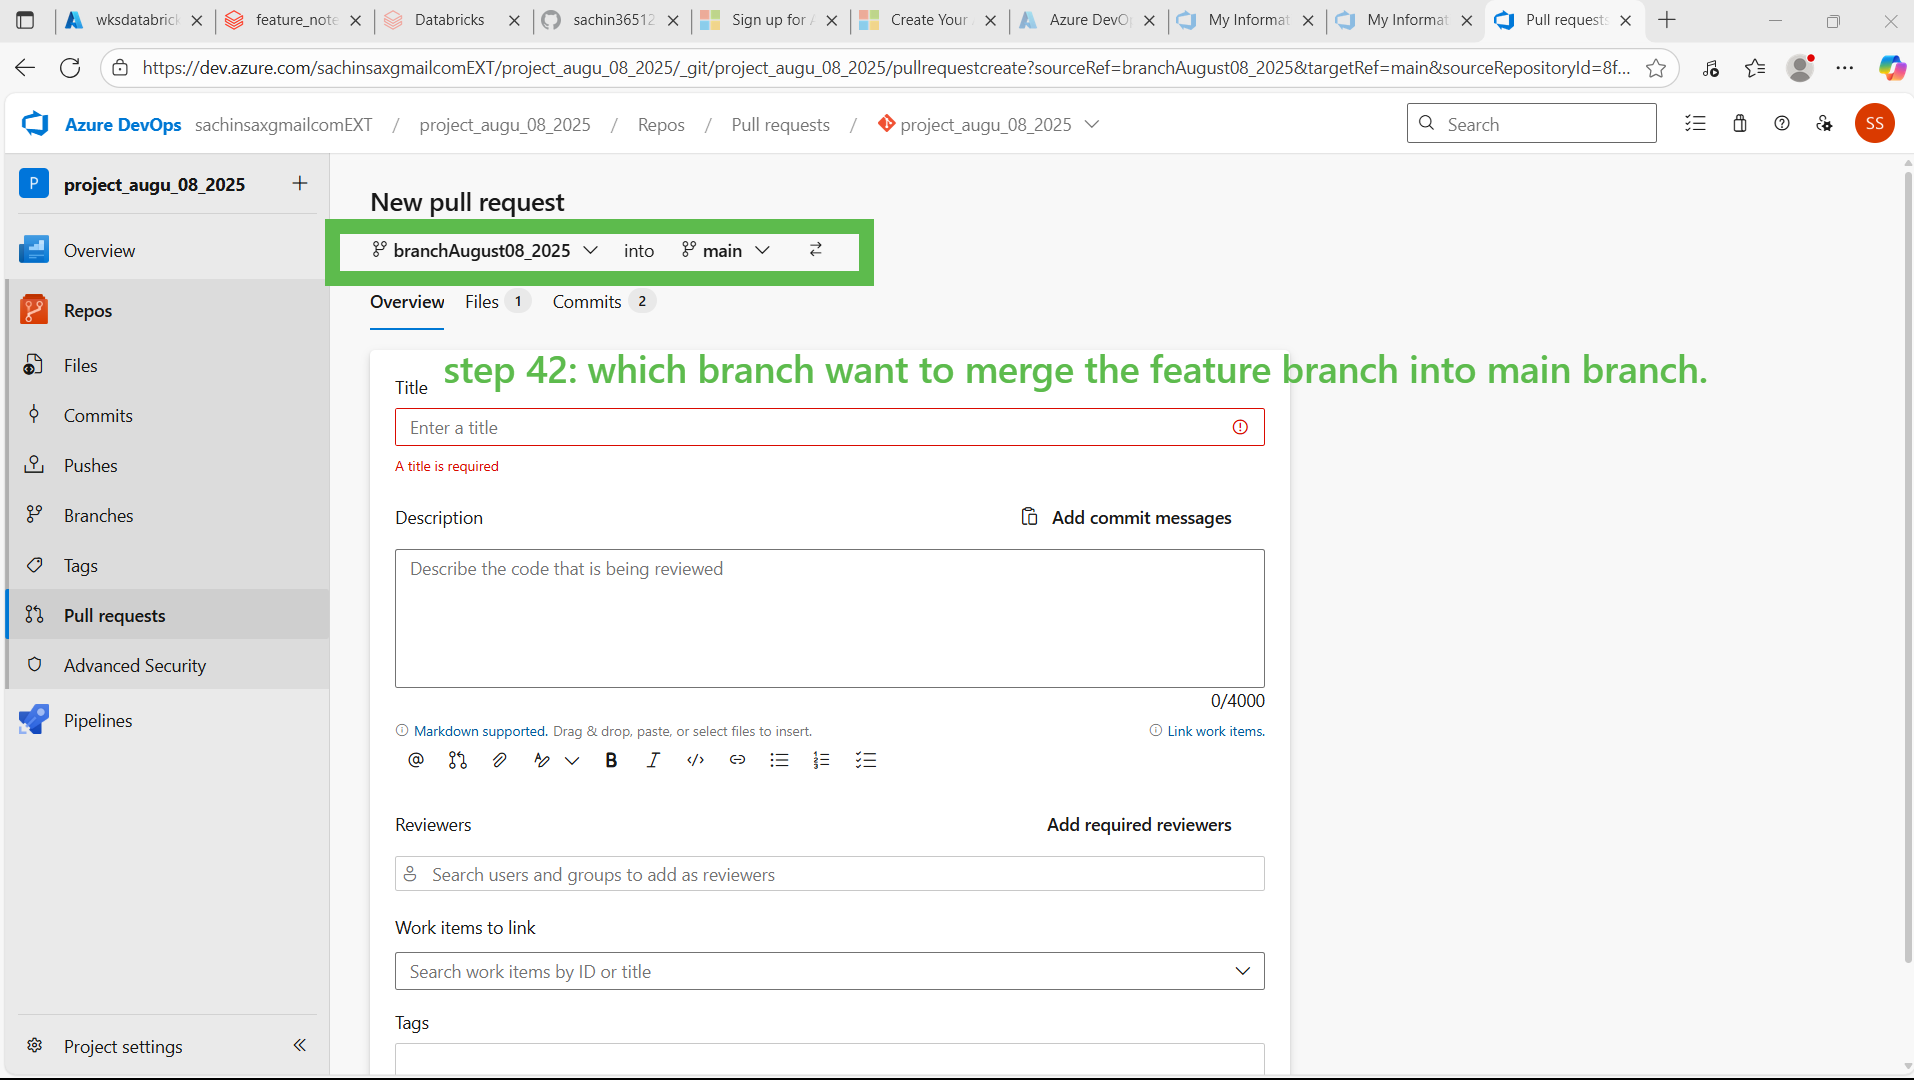 wksdatabrick
feature_note
Databricks
sachin36512
Sign up for A
Create Your A
Azure DevOp
My Informat
My Informat
Pull requests
https://dev.azure.com/sachinsaxgmailcomEXT/project_augu_08_2025/_git/project_augu_08_2025/pullrequestcreate?sourceRef=branchAugust08_2025&targetRef=main&sourceRepositoryId=8f...
Azure DevOps sachinsaxgmailcomEXT / project_augu_08_2025 / Repos / Pull requests / project_augu_08_2025
Search
SS
P project_augu_08_2025
Overview
Repos
Files
Commits
Pushes
Branches
Tags
Pull requests
Advanced Security
Pipelines
Project settings
New pull request
branchAugust08_2025 into main
Overview Files 1 Commits 2
step 42: which branch want to merge the feature branch into main branch.
Title
Enter a title
A title is required
Description Add commit messages
Describe the code that is being reviewed
0/4000
Markdown supported. Drag & drop, paste, or select files to insert. Link work items.
Reviewers Add required reviewers
Search users and groups to add as reviewers
Work items to link
Search work items by ID or title
Tags